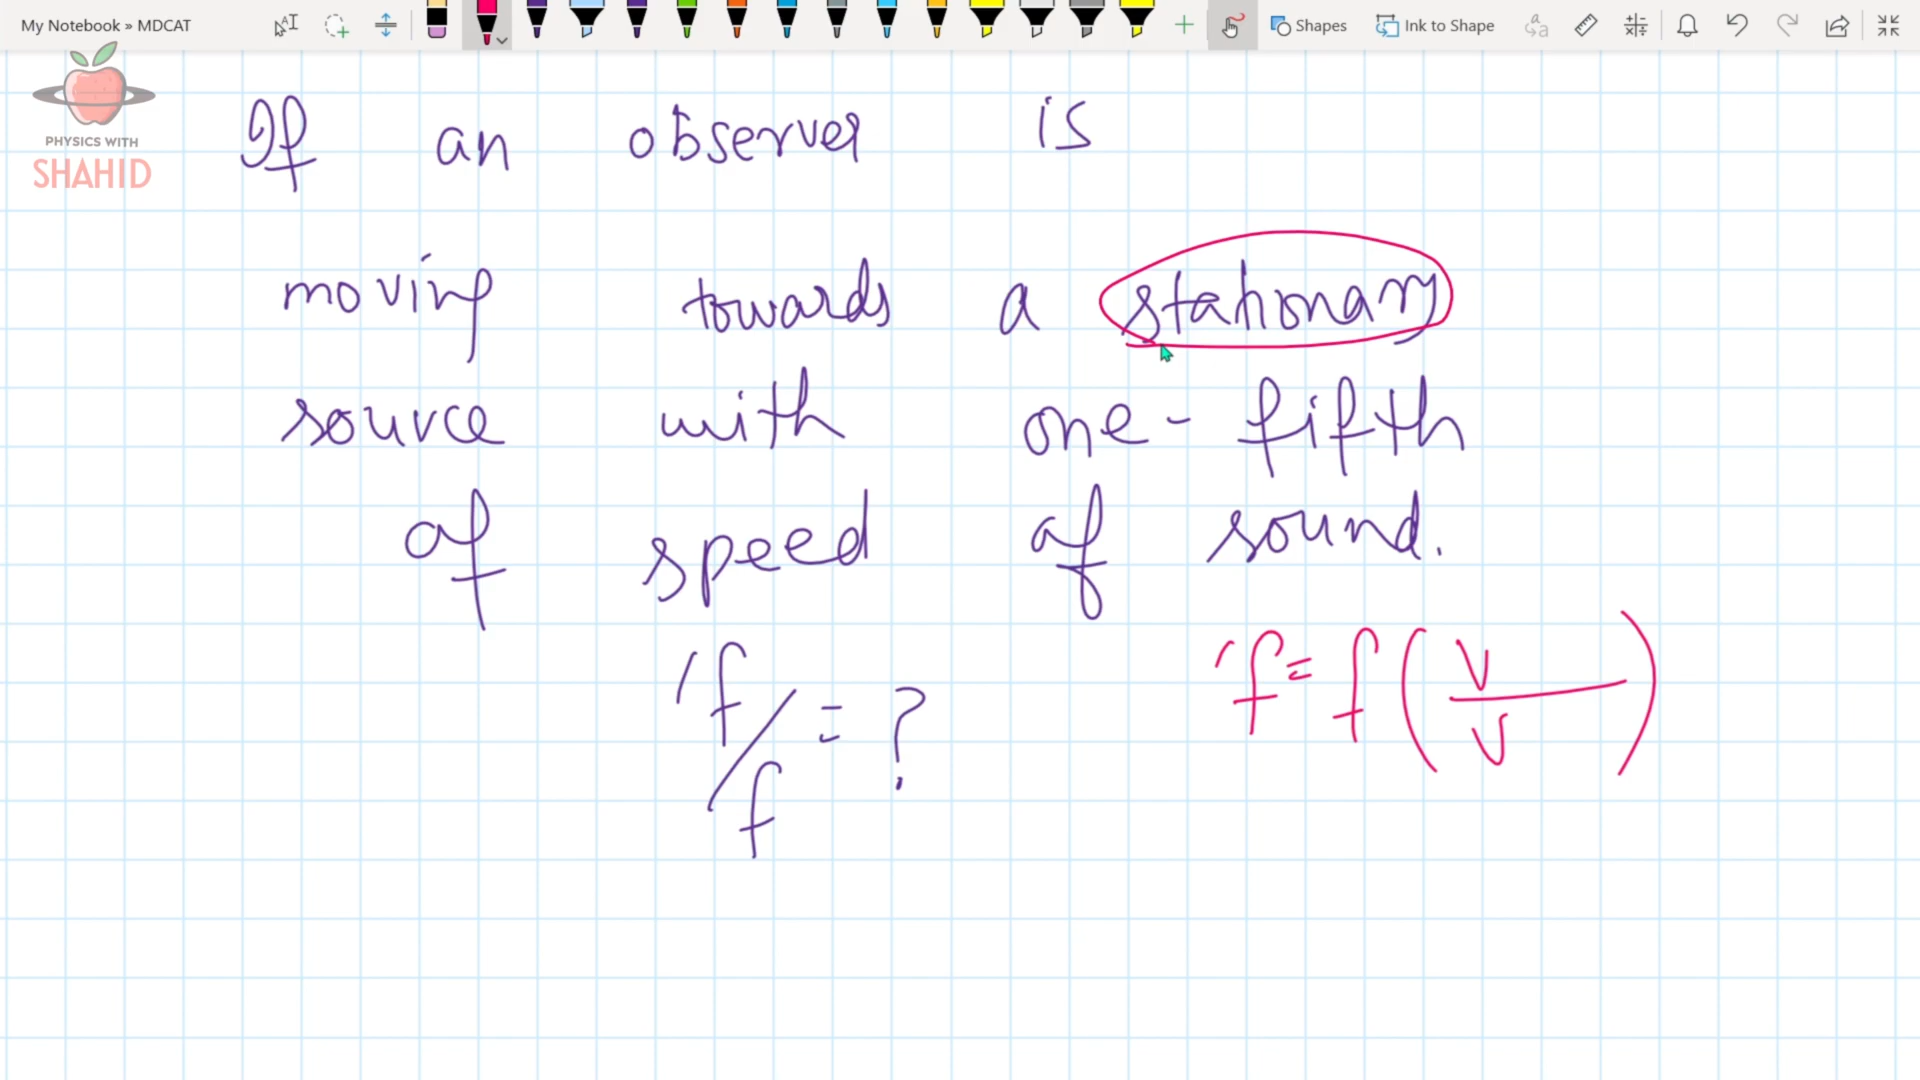 My Notebook » MDCAT
Shapes
Ink to Shape
PHYSICS WITH
SHAHID
If an observer is
moving towards a stationary
source with one-fifth
of speed of sound.
'f/f = ?
'f = f (v/v)